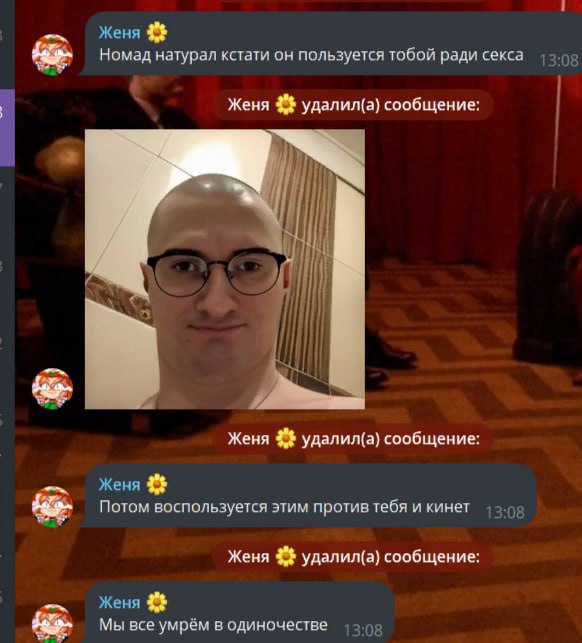 Женя 🌼
Номад натурал кстати он пользуется тобой ради секса 13:08
Женя 🌼 удалил(а) сообщение:
Женя 🌼 удалил(а) сообщение:
Женя 🌼
Потом воспользуется этим против тебя и кинет 13:08
Женя 🌼 удалил(а) сообщение:
Женя 🌼
Мы все умрём в одиночестве 13:08